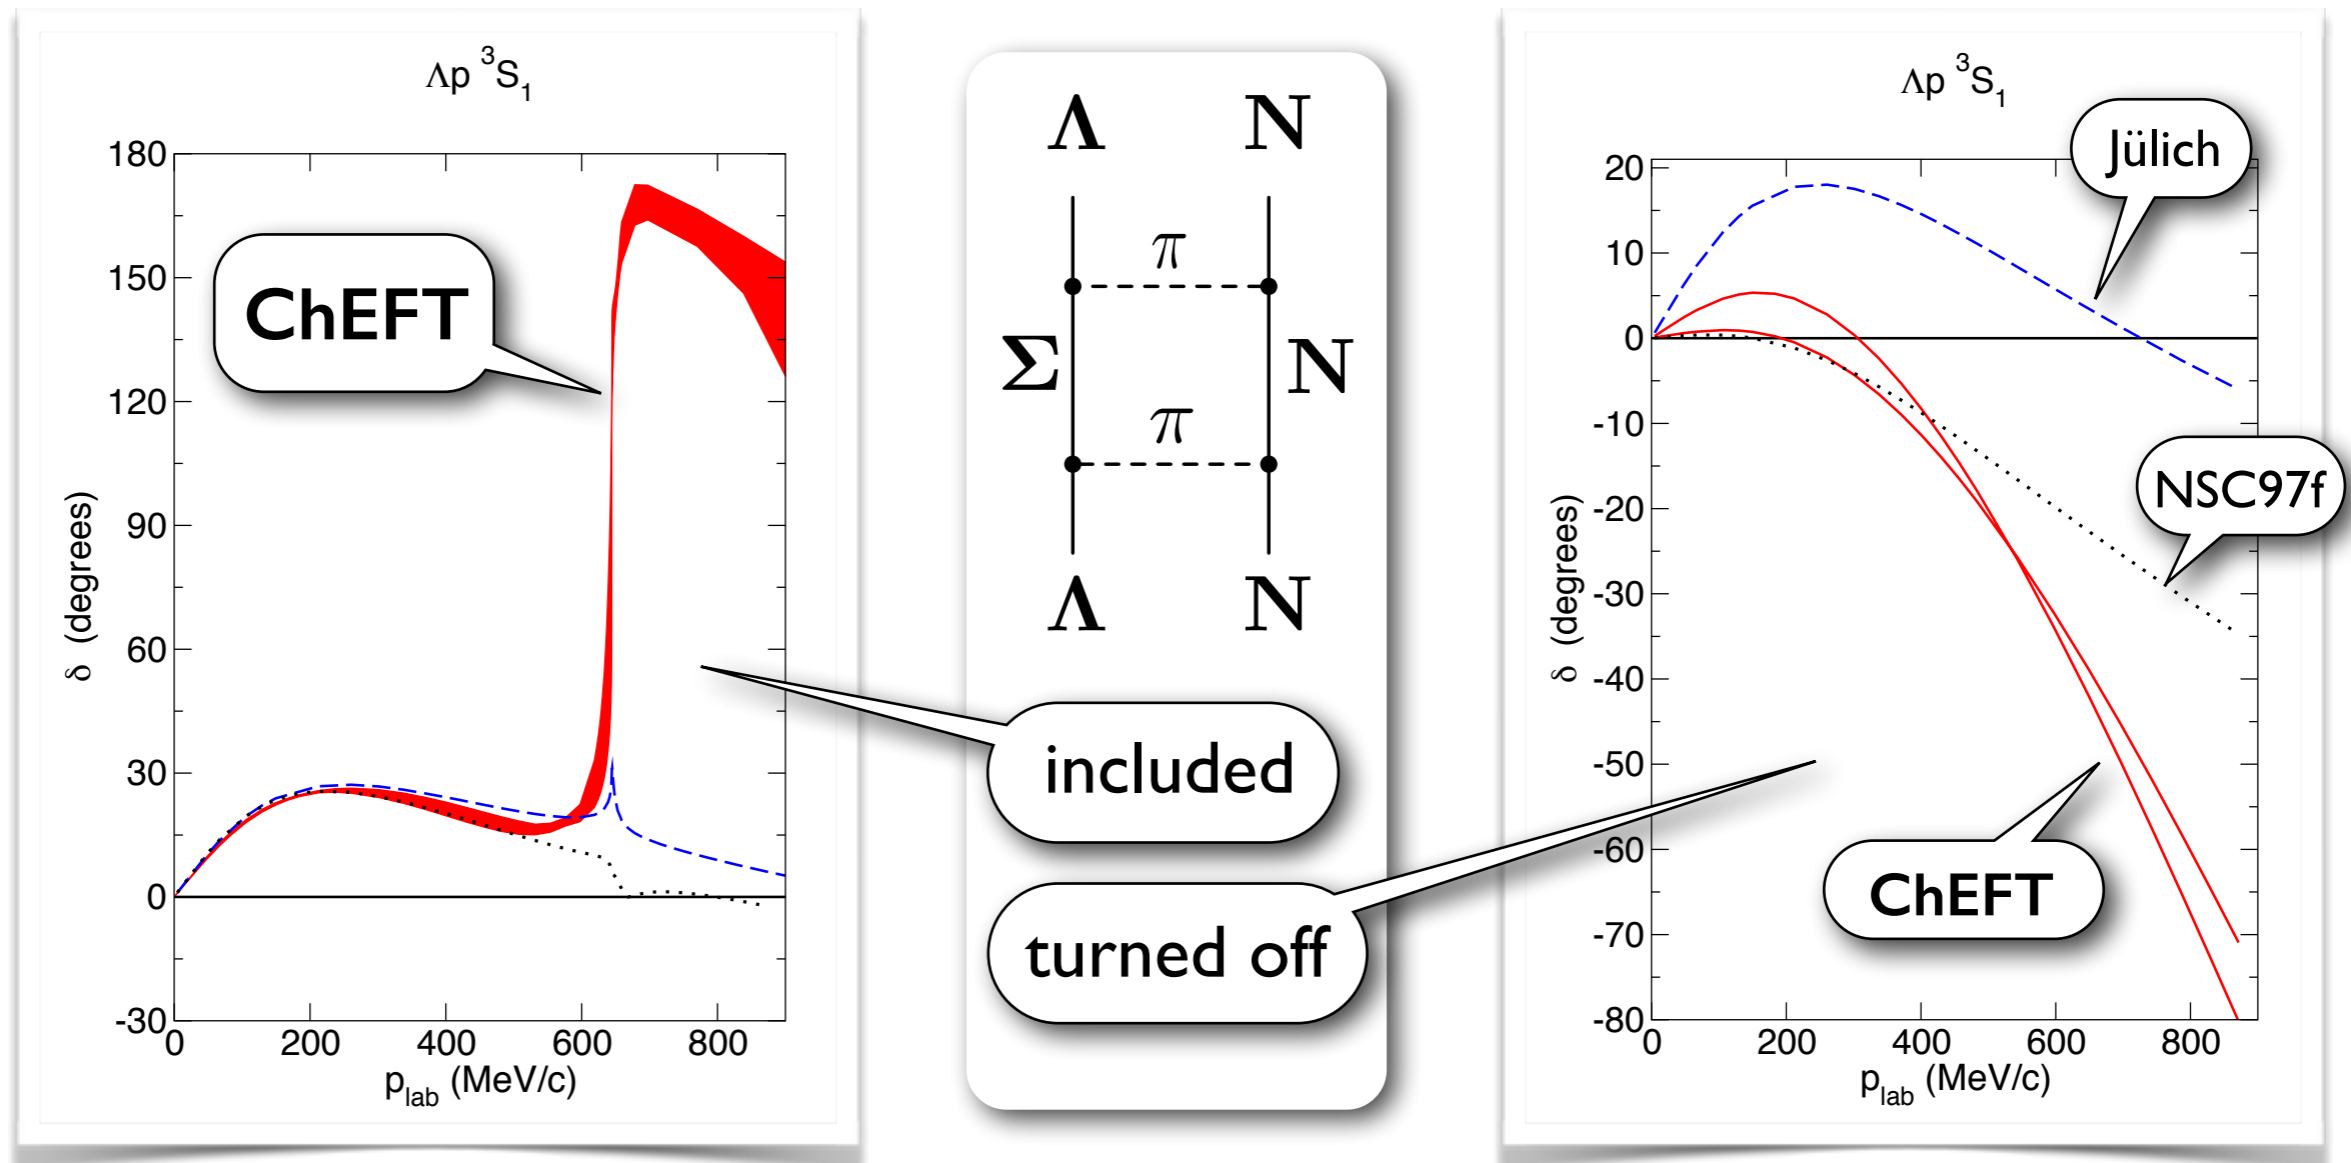 Λp ³S₁
180
150
120
90
60
30
0
-30
0 200 400 600 800
δ (degrees)
p_lab (MeV/c)
ChEFT
Λ N
π
Σ N
π
Λ N
included
turned off
Λp ³S₁
20
10
0
-10
-20
-30
-40
-50
-60
-70
-80
0 200 400 600 800
δ (degrees)
p_lab (MeV/c)
Jülich
NSC97f
ChEFT